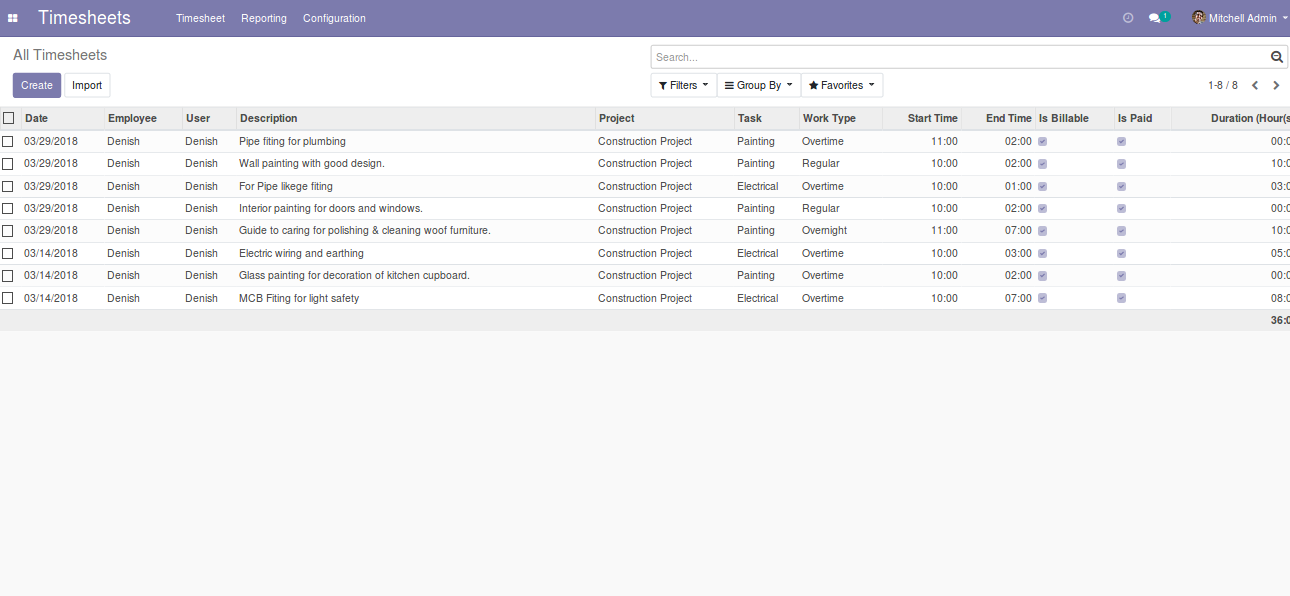 Timesheets Timesheet Reporting Configuration 1 Mitchell Admin
All Timesheets Search...
Create Import Filters Group By Favorites 1-8 / 8
Date Employee User Description Project Task Work Type Start Time End Time Is Billable Is Paid Duration (Hour(s
03/29/2018 Denish Denish Pipe fiting for plumbing Construction Project Painting Overtime 11:00 02:00 00:0
03/29/2018 Denish Denish Wall painting with good design. Construction Project Painting Regular 10:00 02:00 10:0
03/29/2018 Denish Denish For Pipe likege fiting Construction Project Electrical Overtime 10:00 01:00 03:0
03/29/2018 Denish Denish Interior painting for doors and windows. Construction Project Painting Regular 10:00 02:00 00:0
03/29/2018 Denish Denish Guide to caring for polishing & cleaning woof furniture. Construction Project Painting Overnight 11:00 07:00 10:0
03/14/2018 Denish Denish Electric wiring and earthing Construction Project Electrical Overtime 10:00 03:00 05:0
03/14/2018 Denish Denish Glass painting for decoration of kitchen cupboard. Construction Project Painting Overtime 10:00 02:00 00:0
03/14/2018 Denish Denish MCB Fiting for light safety Construction Project Electrical Overtime 10:00 07:00 08:0
36:0